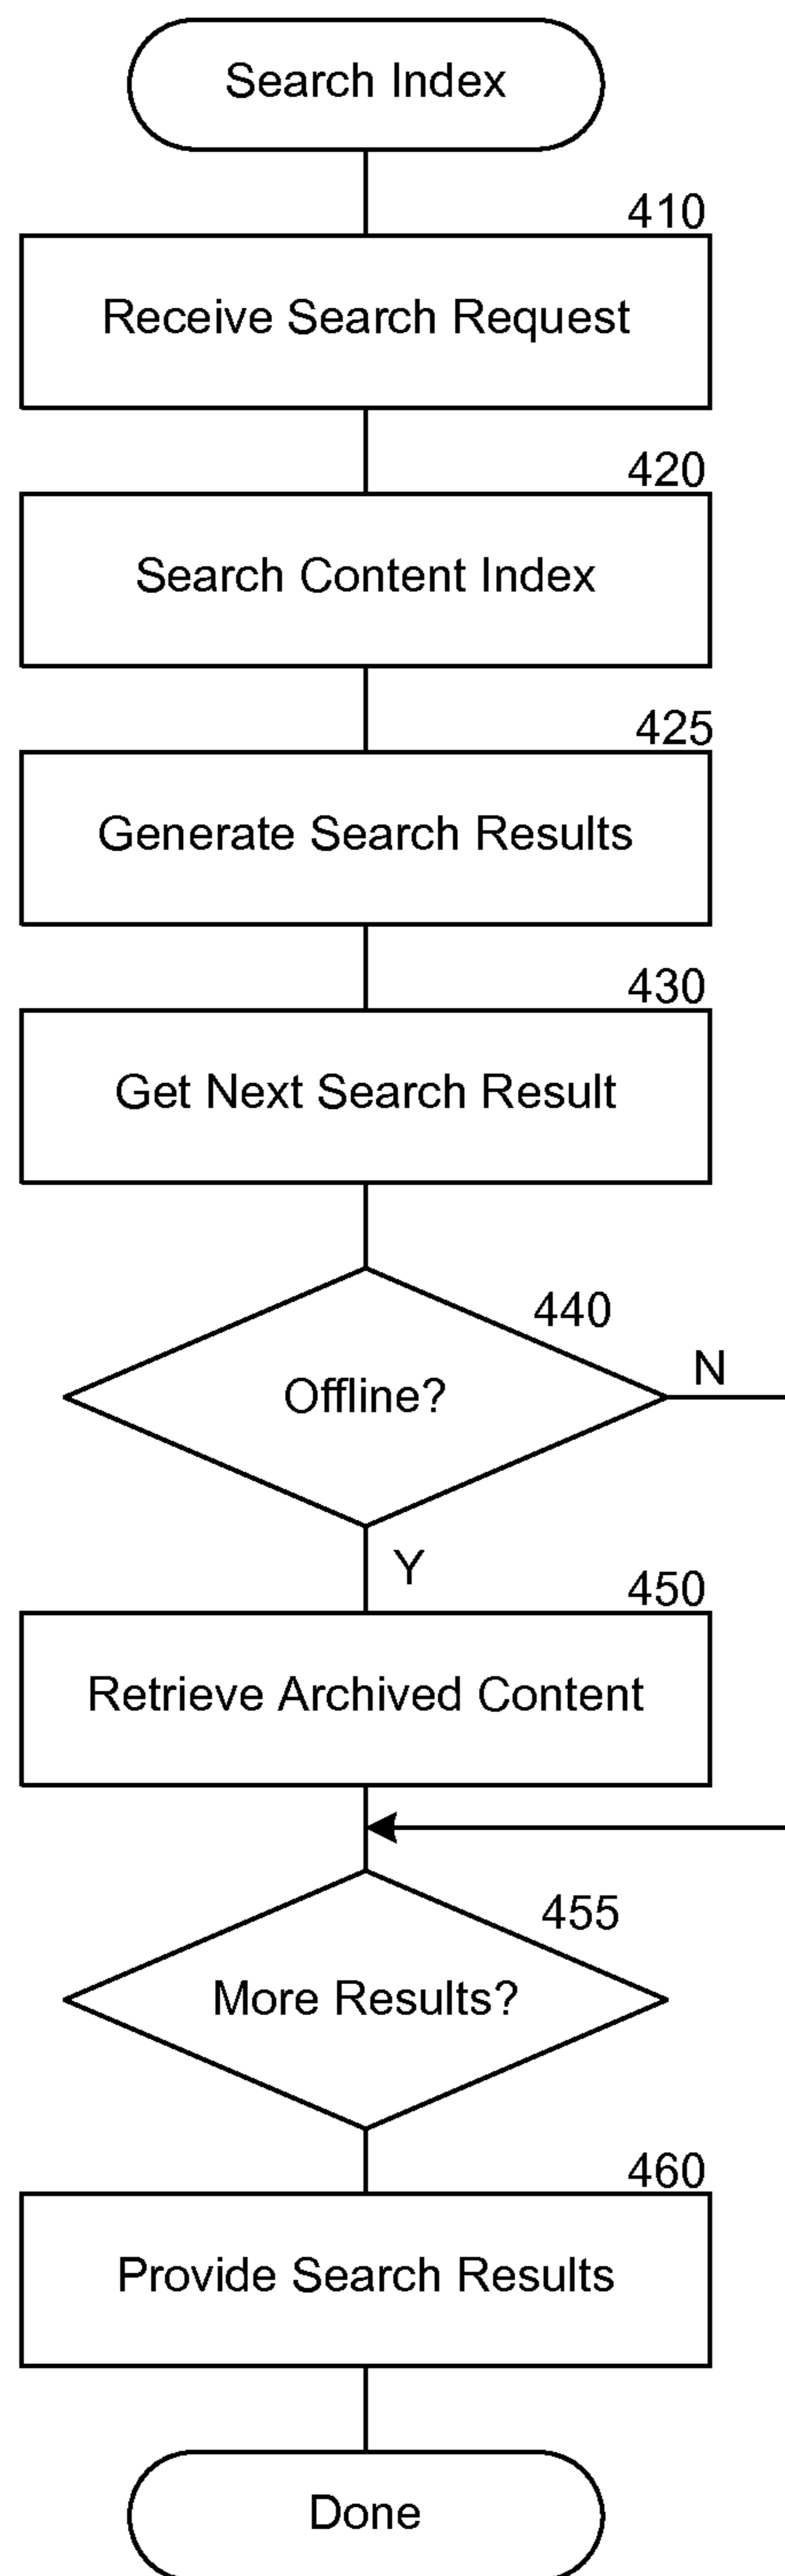 Search Index
410
Receive Search Request
420
Search Content Index
425
Generate Search Results
430
Get Next Search Result
440
Offline?
N
Y
450
Retrieve Archived Content
455
More Results?
460
Provide Search Results
Done